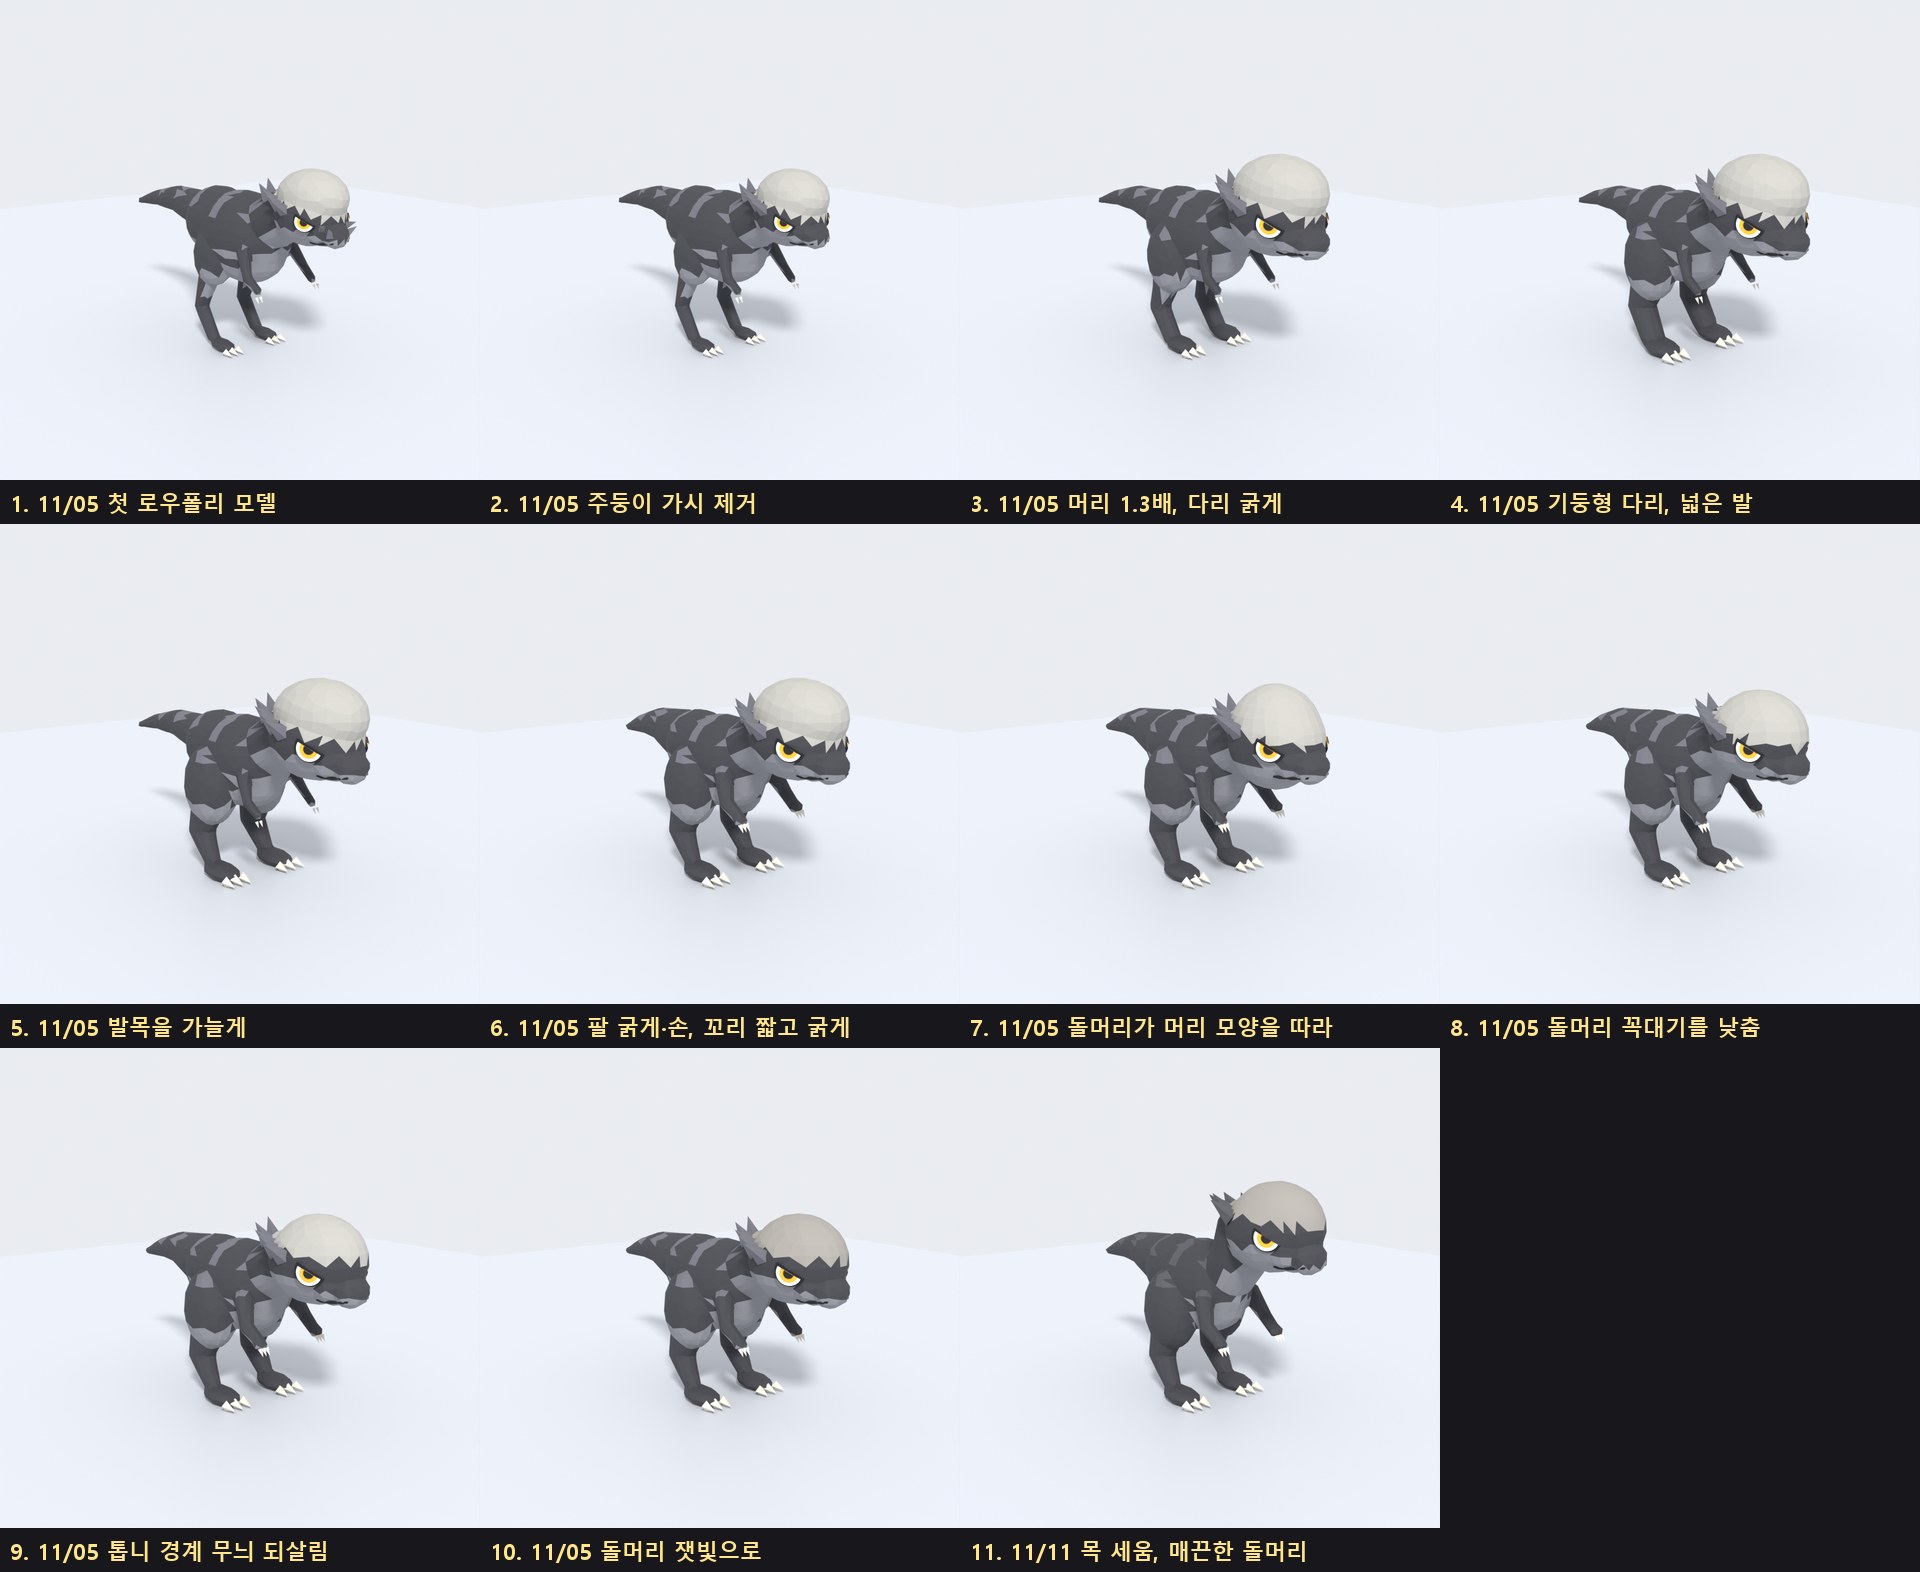 1. 11/05 첫 로우폴리 모델
2. 11/05 주둥이 가시 제거
3. 11/05 머리 1.3배, 다리 굵게
4. 11/05 기둥형 다리, 넓은 발
5. 11/05 발목을 가늘게
6. 11/05 팔 굵게·손, 꼬리 짧고 굵게
7. 11/05 돌머리가 머리 모양을 따라
8. 11/05 돌머리 꼭대기를 낮춤
9. 11/05 톱니 경계 무늬 되살림
10. 11/05 돌머리 잿빛으로
11. 11/11 목 세움, 매끈한 돌머리